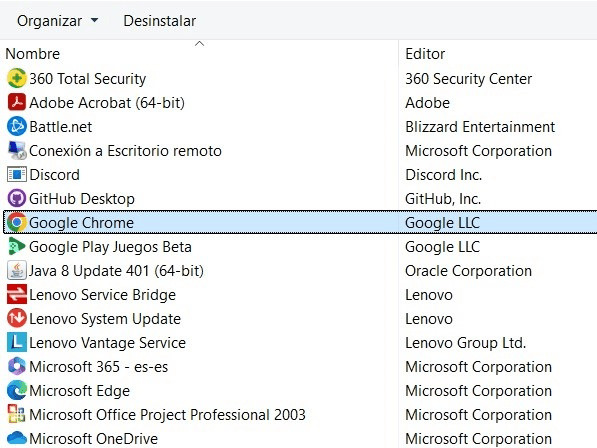 Organizar Desinstalar
Nombre Editor
360 Total Security 360 Security Center
Adobe Acrobat (64-bit) Adobe
Battle.net Blizzard Entertainment
Conexión a Escritorio remoto Microsoft Corporation
Discord Discord Inc.
GitHub Desktop GitHub, Inc.
Google Chrome Google LLC
Google Play Juegos Beta Google LLC
Java 8 Update 401 (64-bit) Oracle Corporation
Lenovo Service Bridge Lenovo
Lenovo System Update Lenovo
Lenovo Vantage Service Lenovo Group Ltd.
Microsoft 365 - es-es Microsoft Corporation
Microsoft Edge Microsoft Corporation
Microsoft Office Project Professional 2003 Microsoft Corporation
Microsoft OneDrive Microsoft Corporation